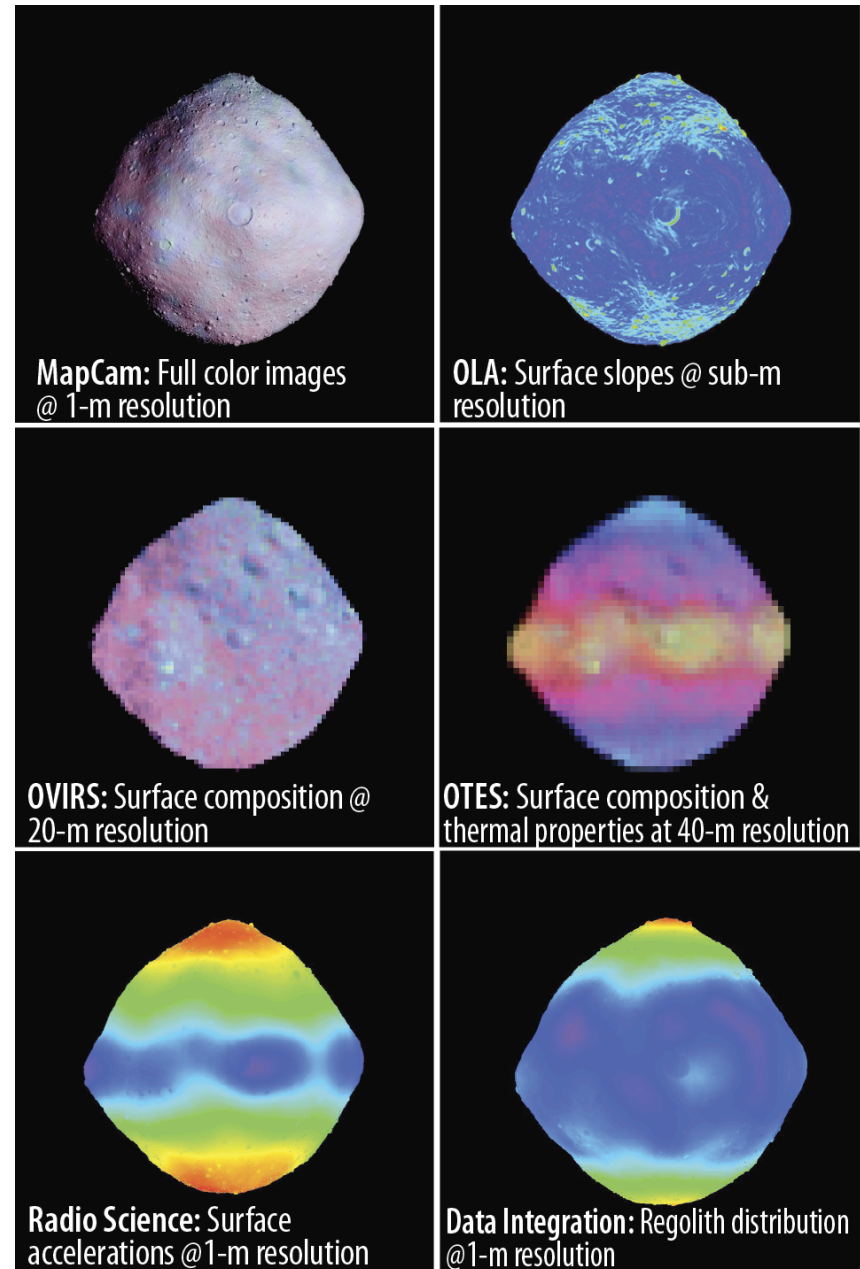 MapCam: Full color images
@ 1-m resolution
OLA: Surface slopes @ sub-m
resolution
OVIRS: Surface composition @
20-m resolution
OTES: Surface composition &
thermal properties at 40-m resolution
Radio Science: Surface
accelerations @1-m resolution
Data Integration: Regolith distribution
@1-m resolution